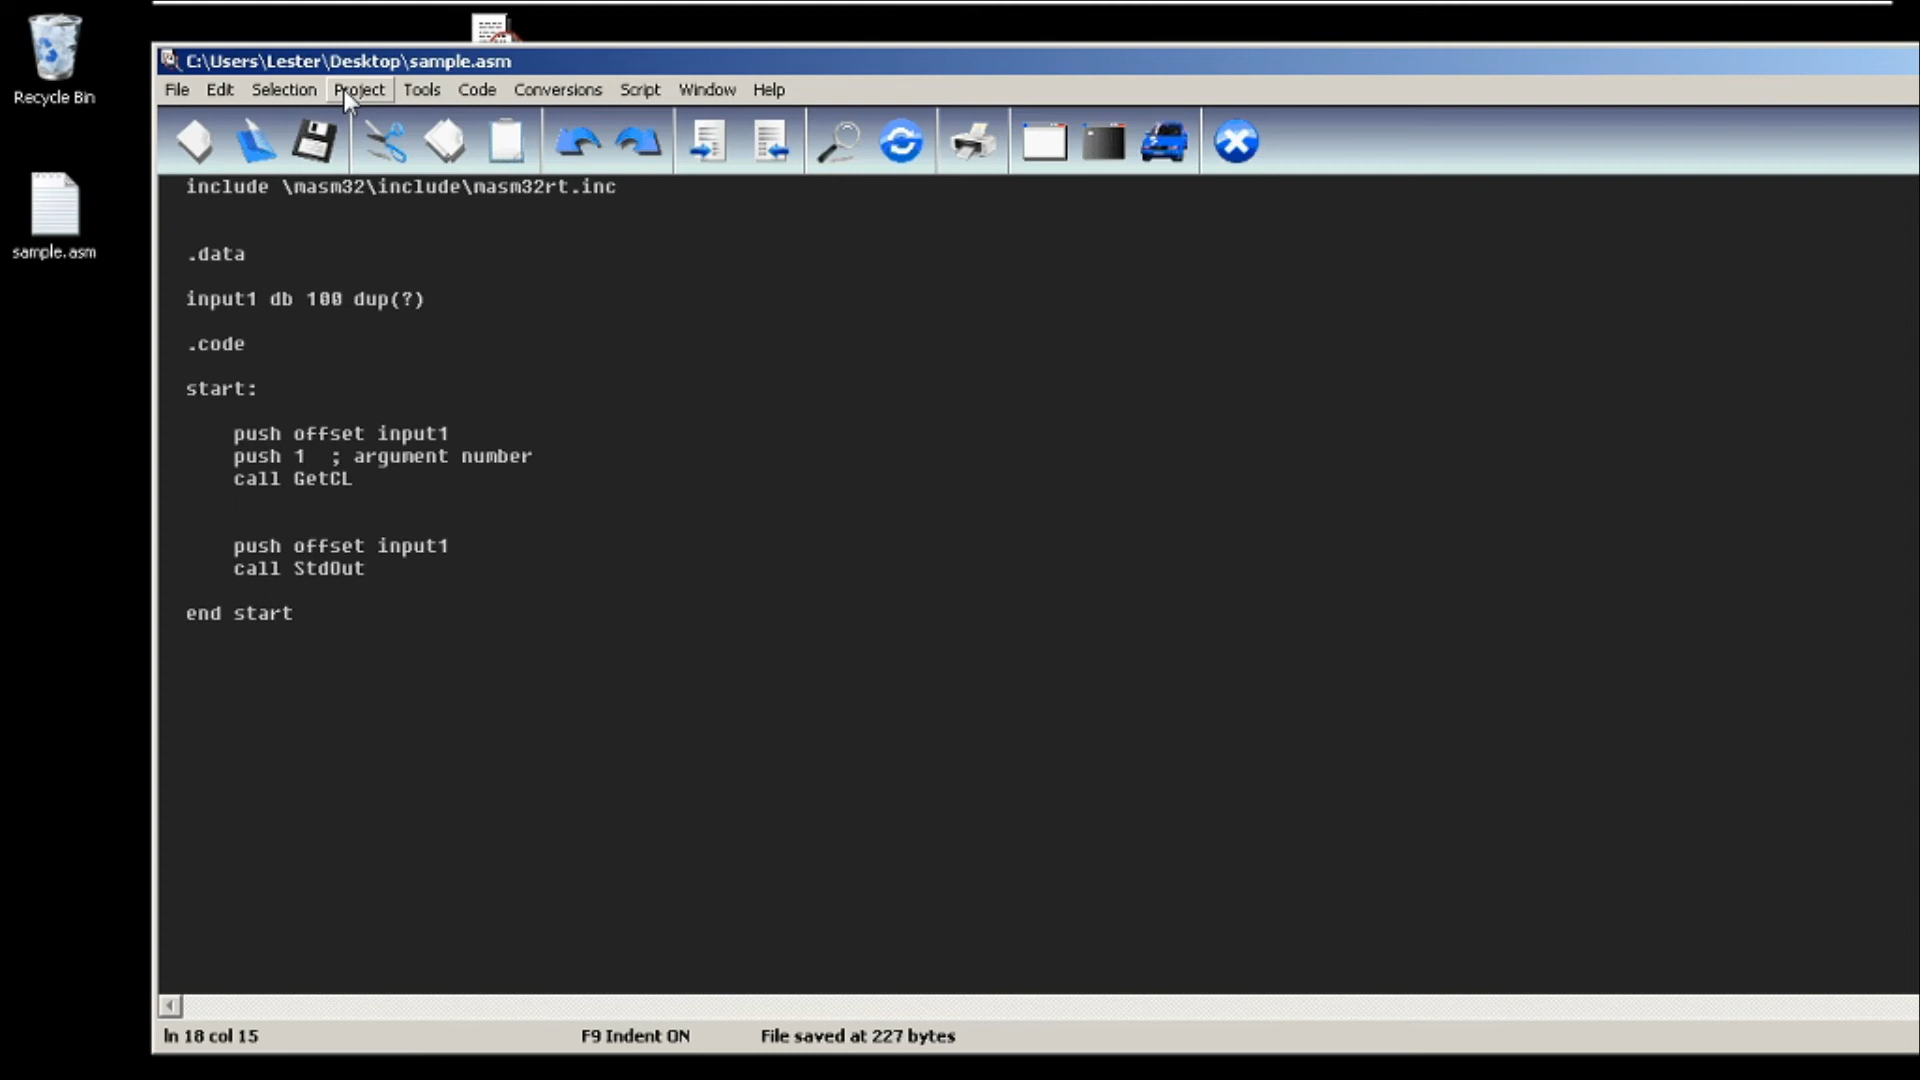 Recycle Bin
sample.asm
C:\Users\Lester\Desktop\sample.asm
File Edit Selection Project Tools Code Conversions Script Window Help
include \masm32\include\masm32rt.inc
.data
input1 db 100 dup(?)
.code
start:
push offset input1
push 1 ; argument number
call GetCL
push offset input1
call StdOut
end start
ln 18 col 15 F9 Indent ON File saved at 227 bytes